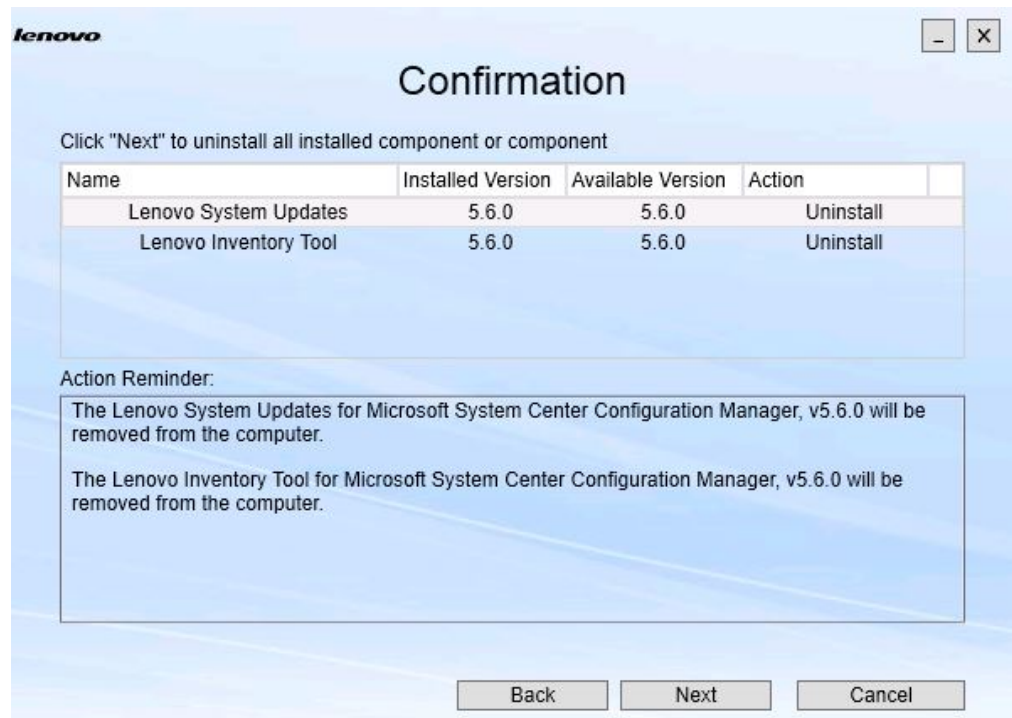 lenovo
_ X
Confirmation
Click "Next" to uninstall all installed component or component
Name Installed Version Available Version Action
Lenovo System Updates 5.6.0 5.6.0 Uninstall
Lenovo Inventory Tool 5.6.0 5.6.0 Uninstall
Action Reminder:
The Lenovo System Updates for Microsoft System Center Configuration Manager, v5.6.0 will be
removed from the computer.
The Lenovo Inventory Tool for Microsoft System Center Configuration Manager, v5.6.0 will be
removed from the computer.
Back Next Cancel